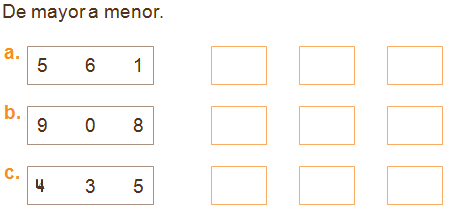 De mayor a menor.
a. 5 6 1
b. 9 0 8
c. 4 3 5